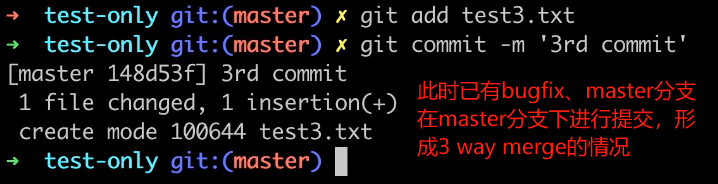 → test-only git:(master) ✗ git add test3.txt
→ test-only git:(master) ✗ git commit -m '3rd commit'
[master 148d53f] 3rd commit
1 file changed, 1 insertion(+)
create mode 100644 test3.txt
→ test-only git:(master)
此时已有bugfix、master分支
在master分支下进行提交，形
成3 way merge的情况